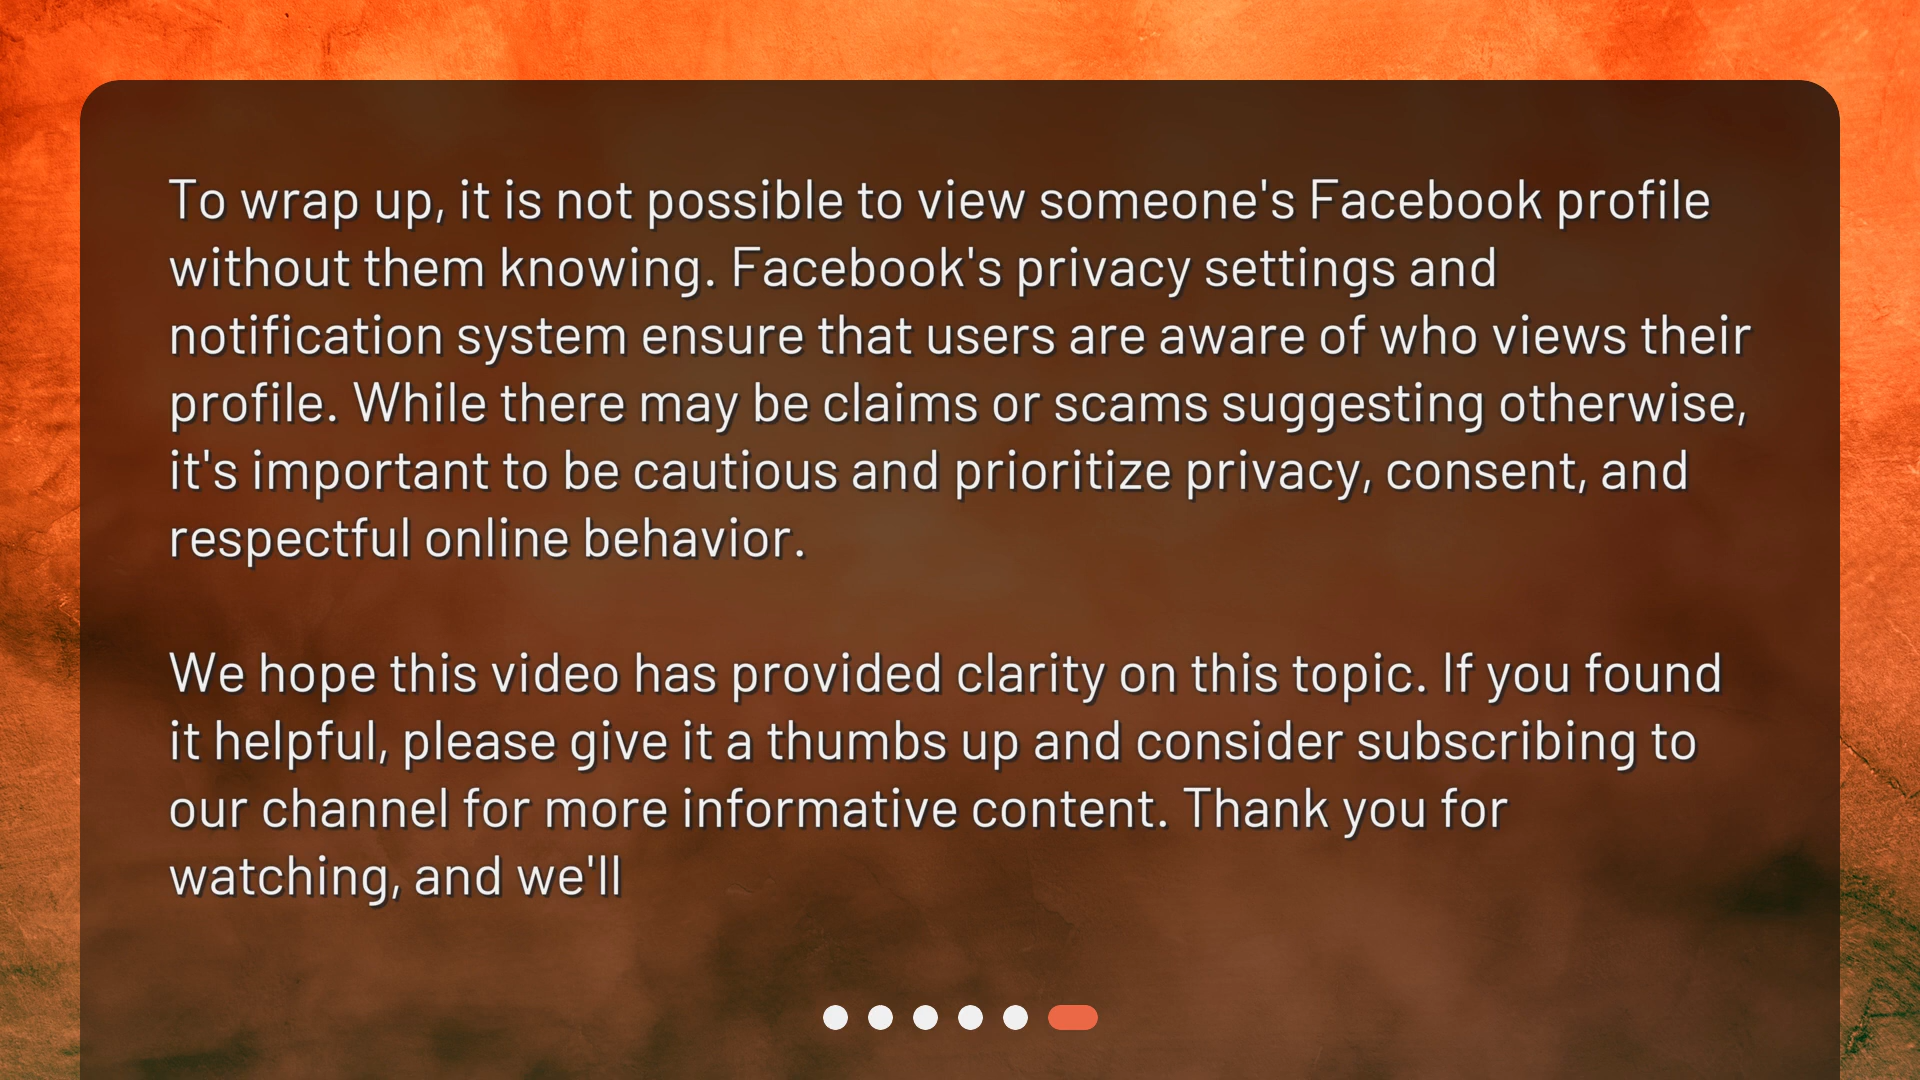 To wrap up, it is not possible to view someone's Facebook profile
without them knowing. Facebook's privacy settings and
notification system ensure that users are aware of who views their
profile. While there may be claims or scams suggesting otherwise,
it's important to be cautious and prioritize privacy, consent, and
respectful online behavior.
We hope this video has provided clarity on this topic. If you found
it helpful, please give it a thumbs up and consider subscribing to
our channel for more informative content. Thank you for
watching, and we'll